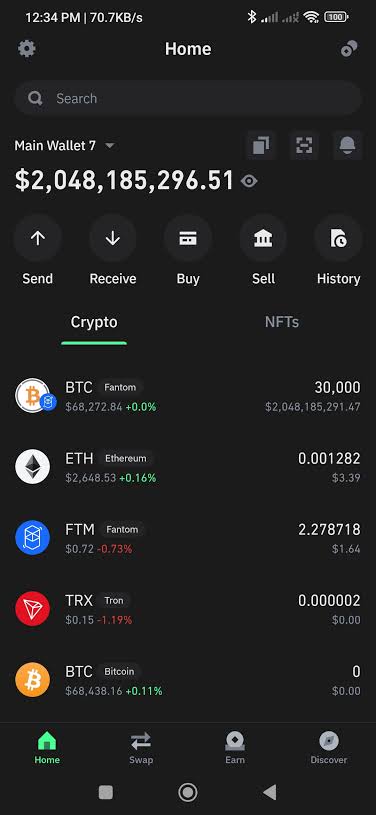 12:34 PM | 70.7KB/s 100
Home
Search
Main Wallet 7
$2,048,185,296.51
Send Receive Buy Sell History
Crypto NFTs
BTC Fantom 30,000
$68,272.84 +0.0% $2,048,185,291.47
ETH Ethereum 0.001282
$2,648.53 +0.16% $3.39
FTM Fantom 2.278718
$0.72 -0.73% $1.64
TRX Tron 0.000002
$0.15 -1.19% $0.00
BTC Bitcoin 0
$68,438.16 +0.11% $0.00
Home Swap Earn Discover